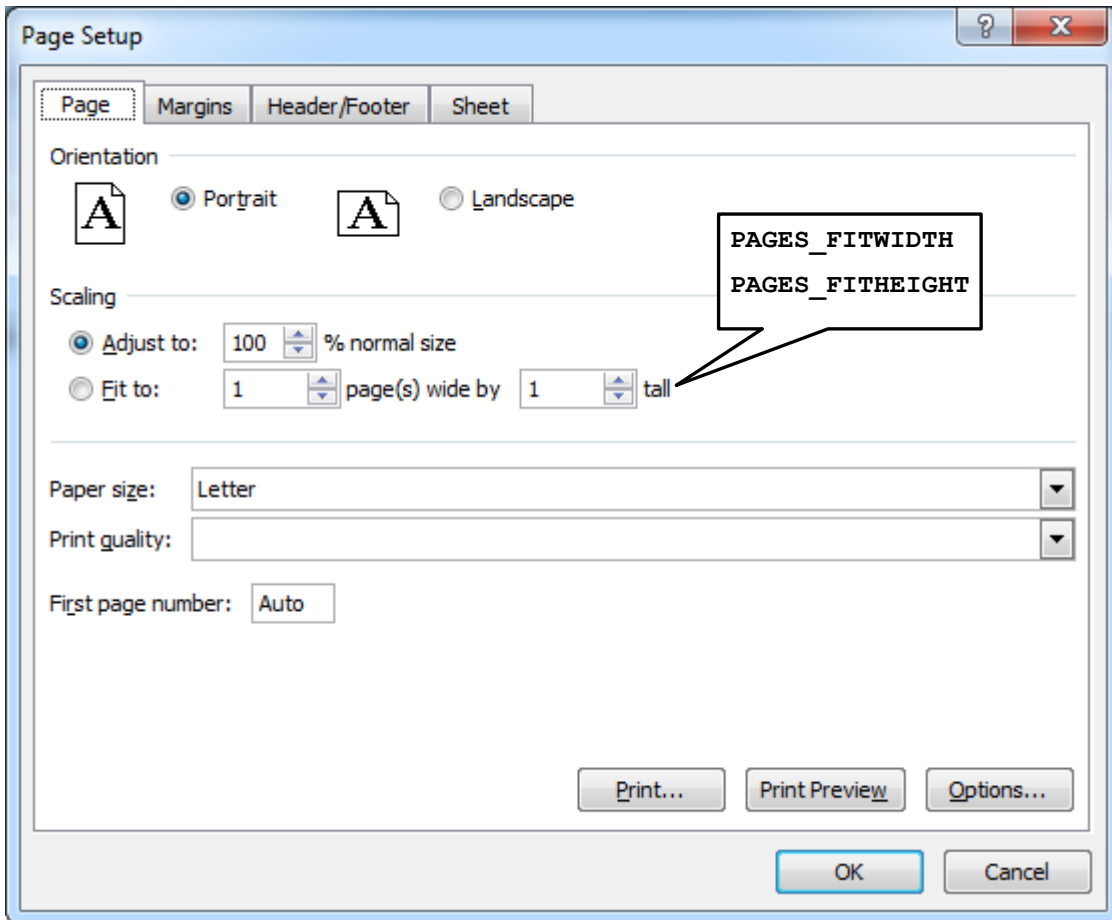 Page Setup
Page Margins Header/Footer Sheet
Orientation
A Portrait A Landscape
PAGES_FITWIDTH
PAGES_FITHEIGHT
Scaling
Adjust to: 100 % normal size
Fit to: 1 page(s) wide by 1 tall
Paper size: Letter
Print quality:
First page number: Auto
Print... Print Preview Options...
OK Cancel